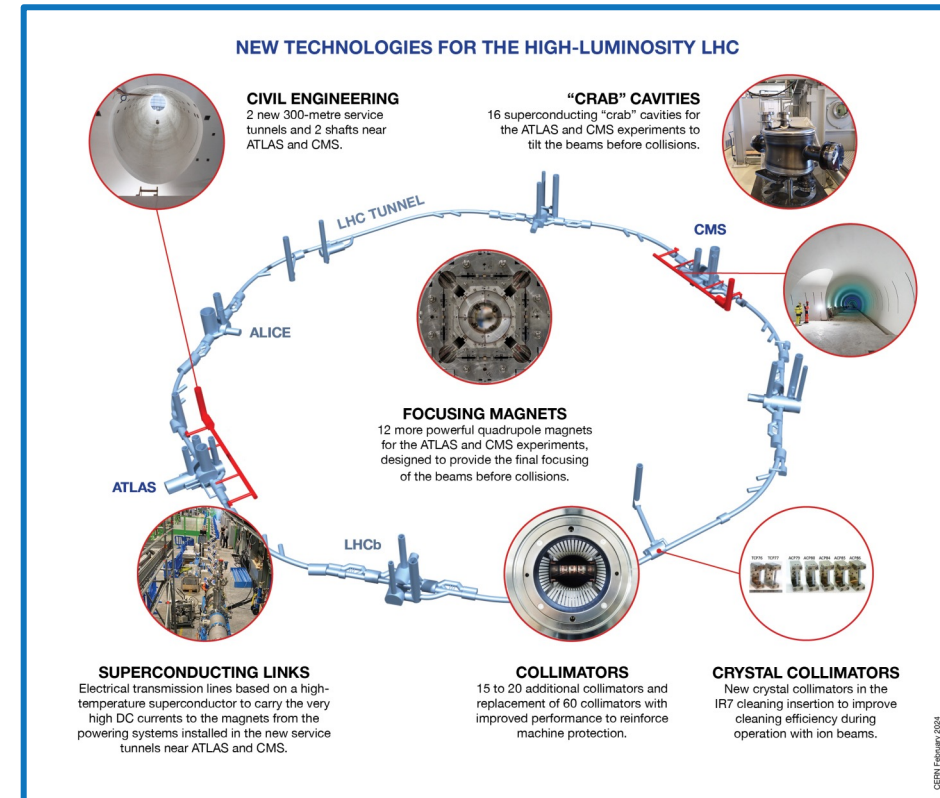 NEW TECHNOLOGIES FOR THE HIGH-LUMINOSITY LHC
CIVIL ENGINEERING
2 new 300-metre service
tunnels and 2 shafts near
ATLAS and CMS.
“CRAB” CAVITIES
16 superconducting “crab” cavities for
the ATLAS and CMS experiments to
tilt the beams before collisions.
LHC TUNNEL
CMS
ALICE
FOCUSING MAGNETS
12 more powerful quadrupole magnets
for the ATLAS and CMS experiments,
designed to provide the final focusing
of the beams before collisions.
ATLAS
LHCb
SUPERCONDUCTING LINKS
Electrical transmission lines based on a high-
temperature superconductor to carry the very
high DC currents to the magnets from the
powering systems installed in the new service
tunnels near ATLAS and CMS.
COLLIMATORS
15 to 20 additional collimators and
replacement of 60 collimators with
improved performance to reinforce
machine protection.
CRYSTAL COLLIMATORS
New crystal collimators in the
IR7 cleaning insertion to improve
cleaning efficiency during
operation with ion beams.
CERN February 2024